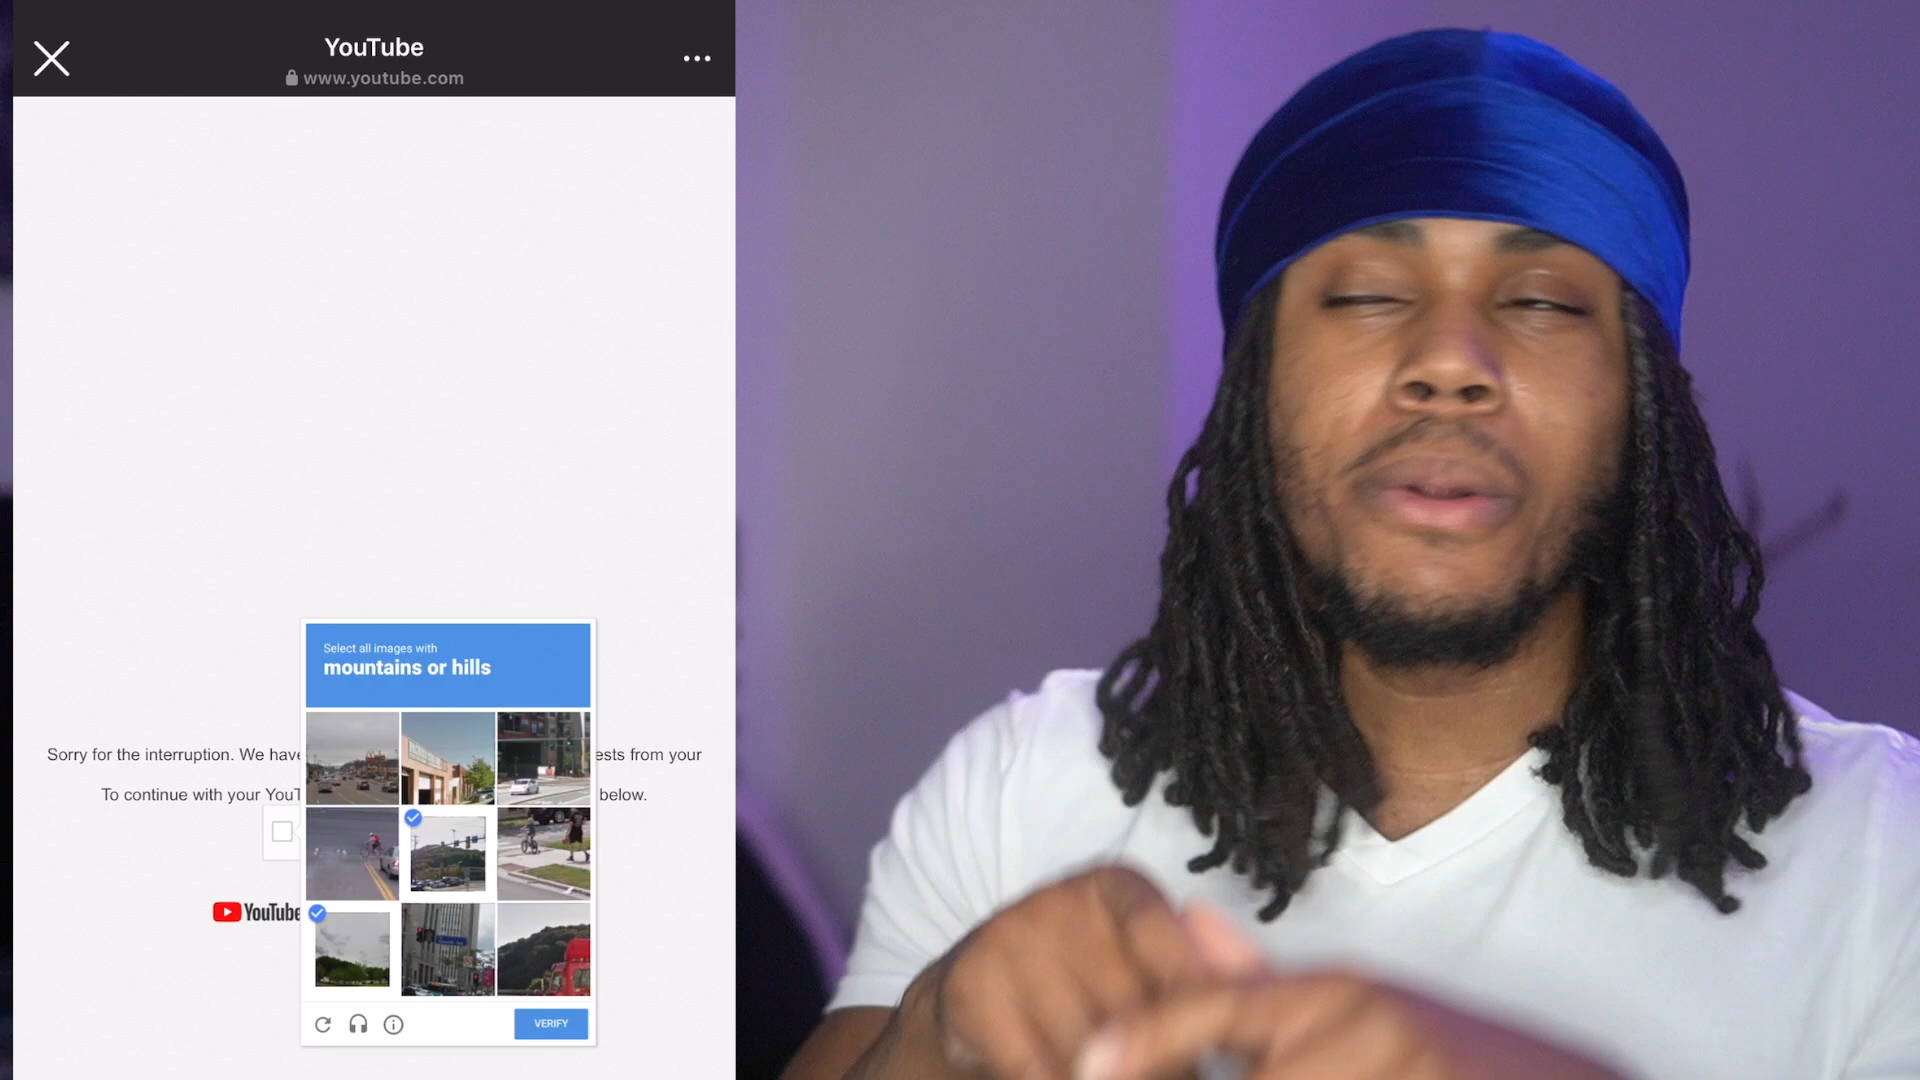 YouTube
www.youtube.com
Select all images with
mountains or hills
Sorry for the interruption. We have
ests from your
To continue with your YouT
below.
YouTube
VERIFY